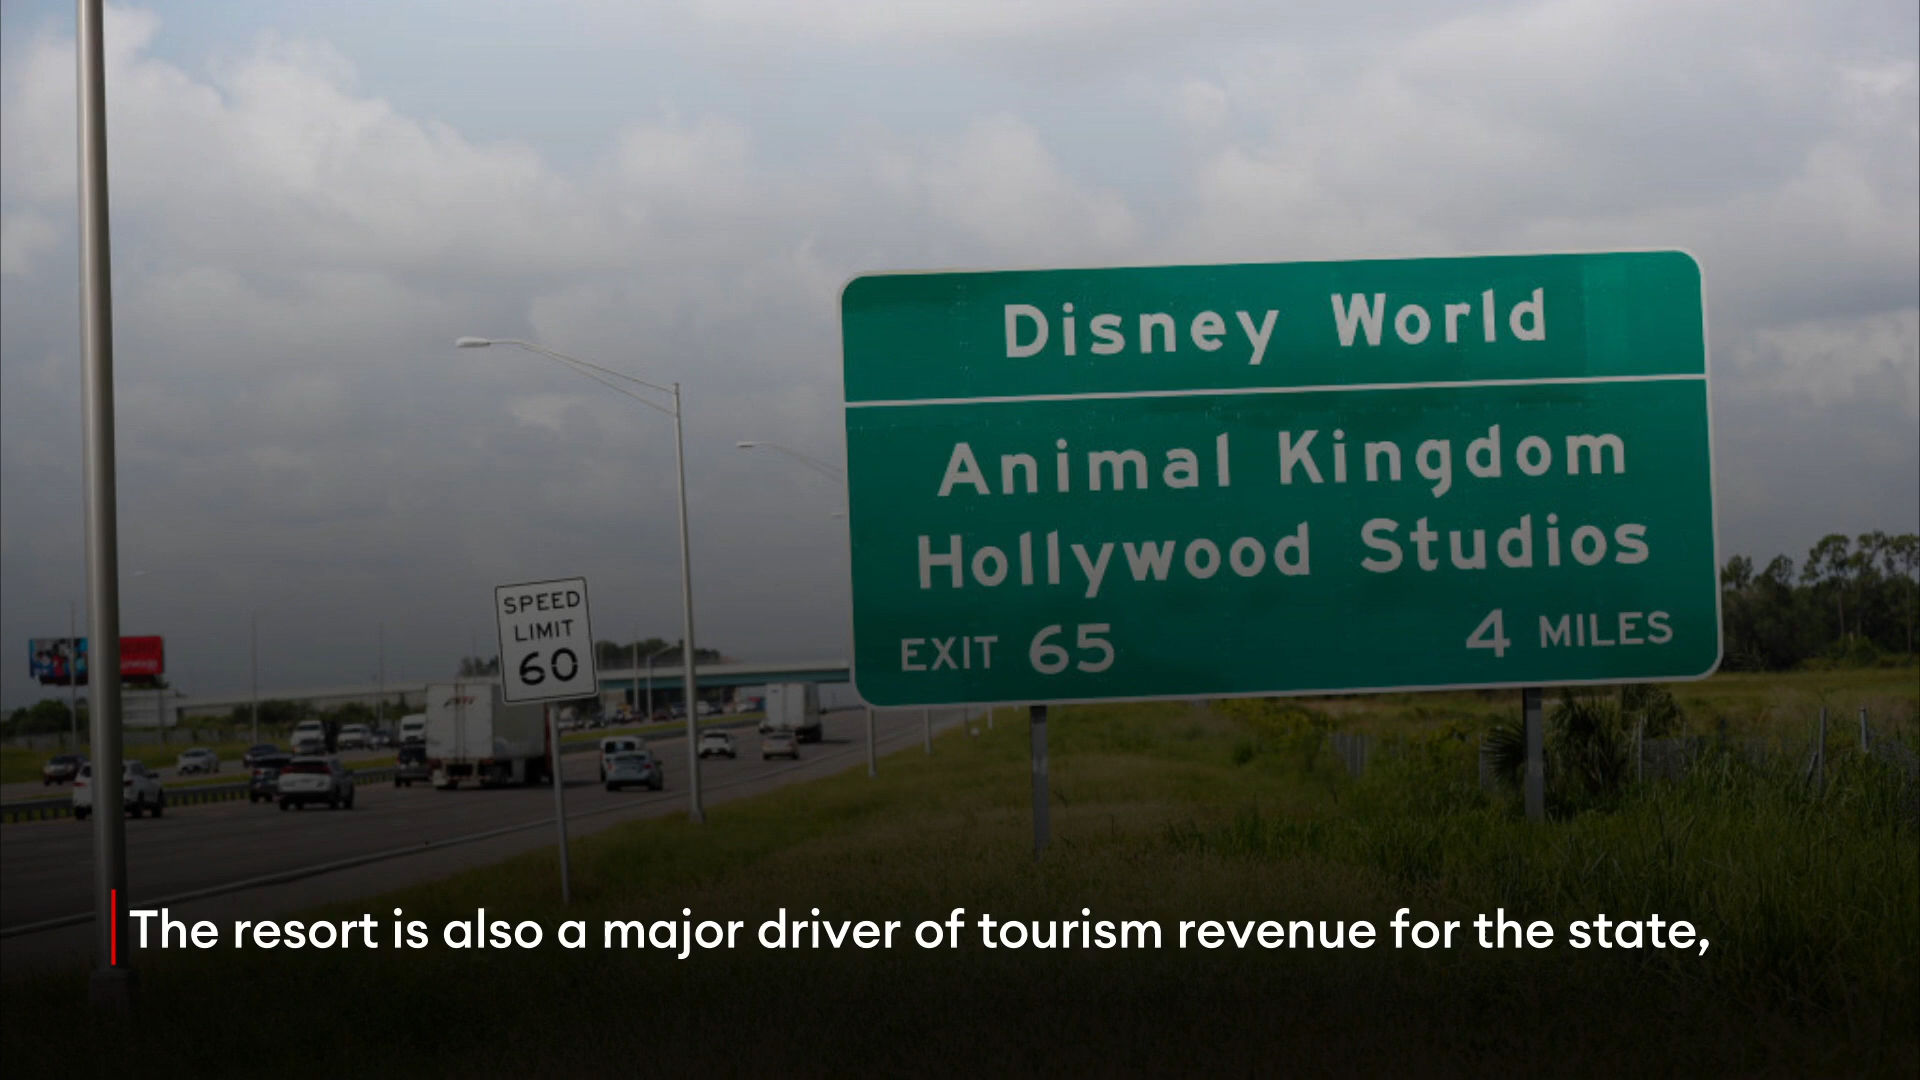 Disney World
Animal Kingdom
Hollywood Studios
EXIT 65 4 MILES
SPEED
LIMIT
60
The resort is also a major driver of tourism revenue for the state,